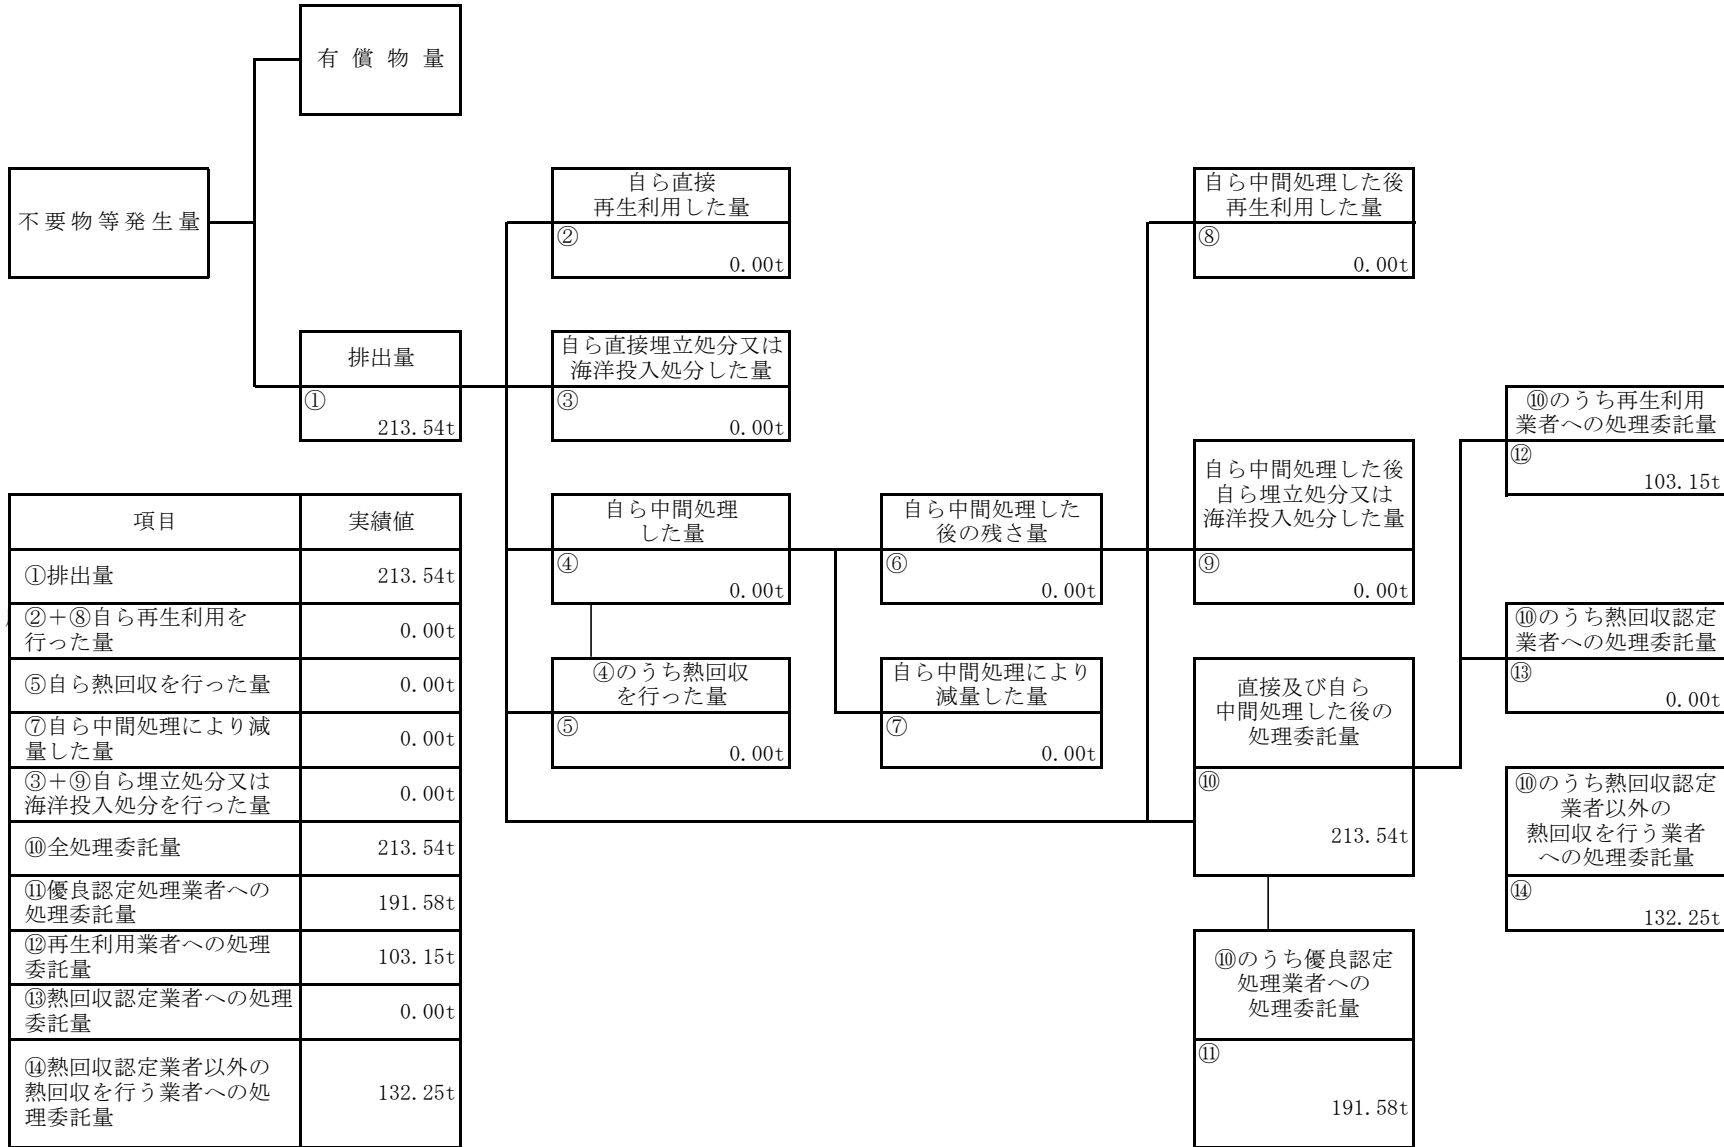 有償物量
不要物等発生量
自ら直接
再生利用した量
②
0.00t
自ら中間処理した後
再生利用した量
⑧
0.00t
排出量
①
213.54t
自ら直接埋立処分又は
海洋投入処分した量
③
0.00t
⑩のうち再生利用
業者への処理委託量
⑫
103.15t
自ら中間処理した後
自ら埋立処分又は
海洋投入処分した量
⑨
0.00t
自ら中間処理
した量
④
0.00t
自ら中間処理した
後の残さ量
⑥
0.00t
⑩のうち熱回収認定
業者への処理委託量
⑬
0.00t
④のうち熱回収
を行った量
⑤
0.00t
自ら中間処理により
減量した量
⑦
0.00t
直接及び自ら
中間処理した後の
処理委託量
⑩
213.54t
⑩のうち熱回収認定
業者以外の
熱回収を行う業者
への処理委託量
⑭
132.25t
⑩のうち優良認定
処理業者への
処理委託量
⑪
191.58t
項目 実績値
①排出量 213.54t
②+⑧自ら再生利用を
行った量 0.00t
⑤自ら熱回収を行った量 0.00t
⑦自ら中間処理により減
量した量 0.00t
③+⑨自ら埋立処分又は
海洋投入処分を行った量 0.00t
⑩全処理委託量 213.54t
⑪優良認定処理業者への
処理委託量 191.58t
⑫再生利用業者への処理
委託量 103.15t
⑬熱回収認定業者への処理
委託量 0.00t
⑭熱回収認定業者以外の
熱回収を行う業者への処
理委託量 132.25t